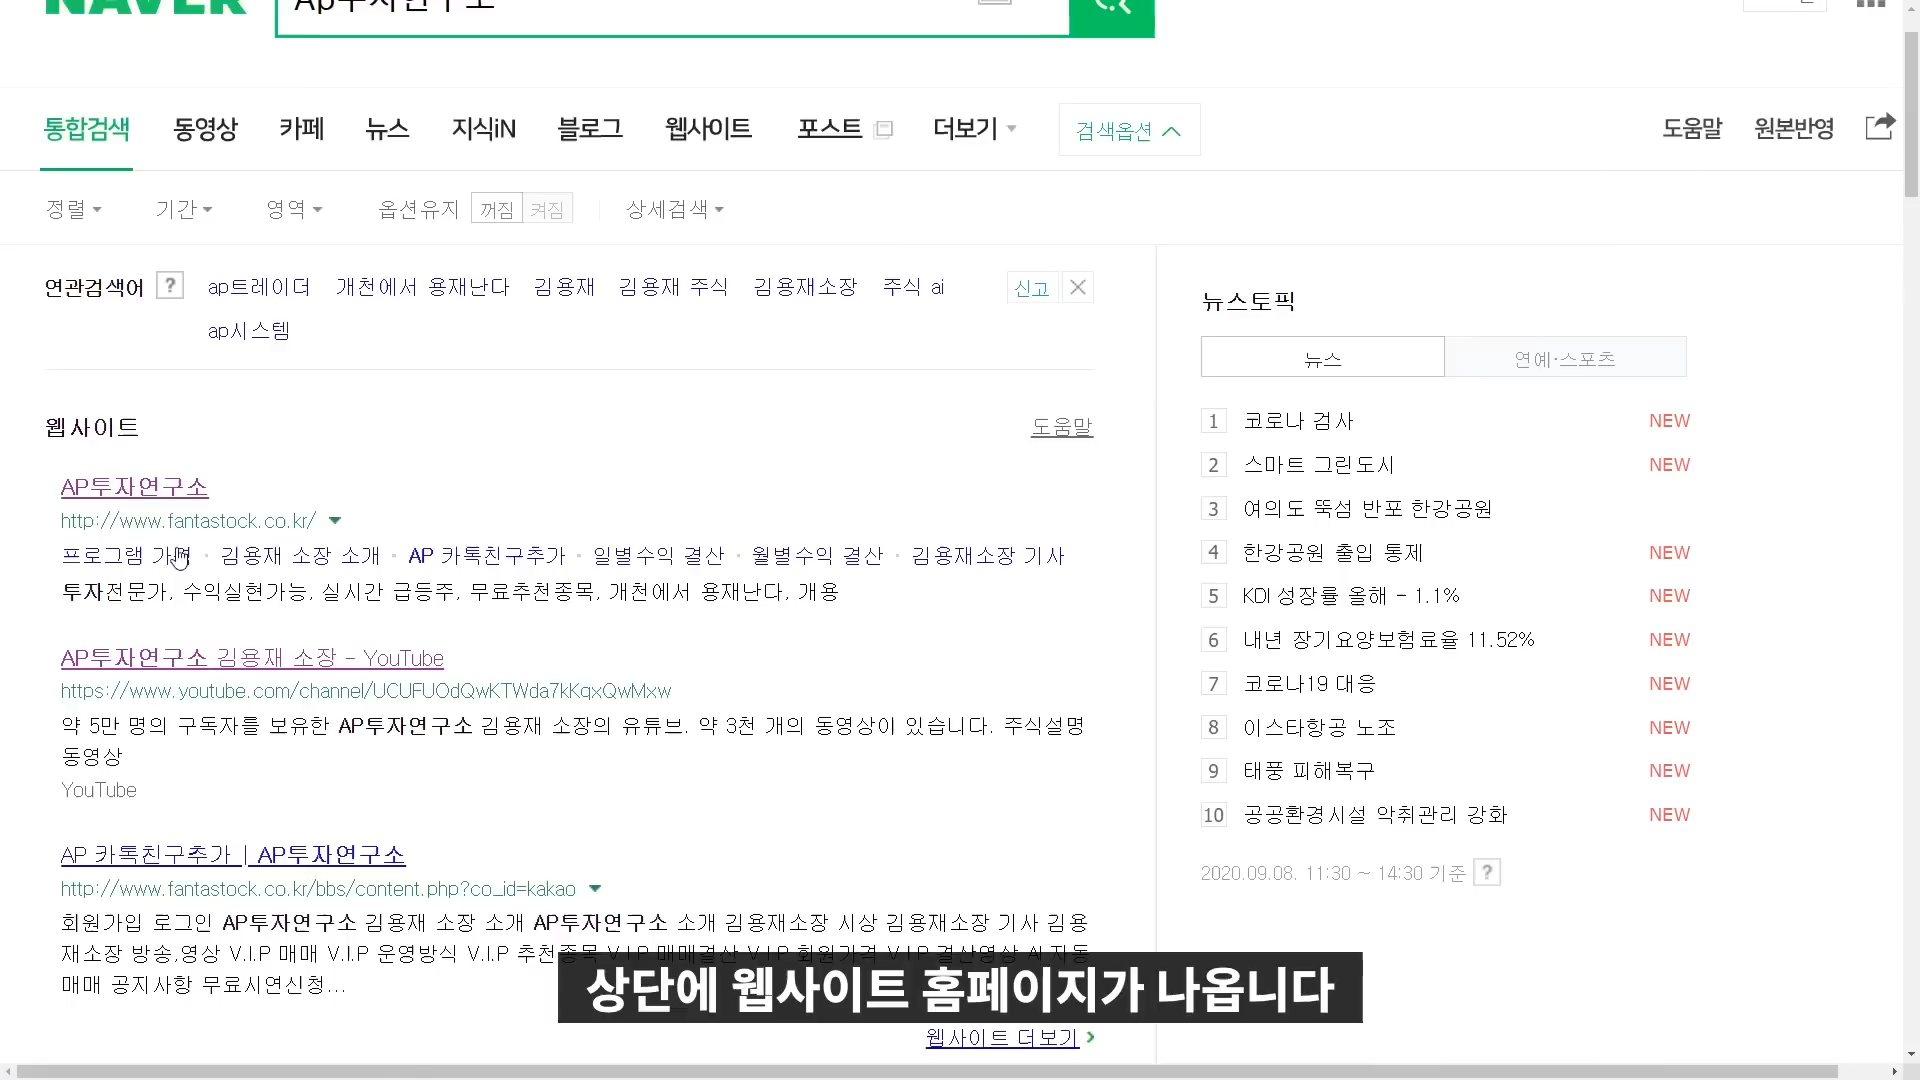 NAVER
Ap투자연구소
통합검색 동영상 카페 뉴스 지식iN 블로그 웹사이트 포스트 더보기 검색옵션 도움말 원본반영
정렬 기간 영역 옵션유지 꺼짐 켜짐 상세검색
연관검색어 ? ap트레이더 개천에서 용재난다 김용재 김용재 주식 김용재소장 주식 ai 신고
ap시스템
웹사이트 도움말
AP투자연구소
http://www.fantastock.co.kr/
프로그램 · 김용재 소장 소개 · AP 카톡친구추가 · 일별수익 결산 · 월별수익 결산 · 김용재소장 기사
투자전문가, 수익실현가능, 실시간 급등주, 무료추천종목, 개천에서 용재난다, 개용
AP투자연구소 김용재 소장 - YouTube
https://www.youtube.com/channel/UCUFUOdQwKTWda7kKqxQwMxw
약 5만 명의 구독자를 보유한 AP투자연구소 김용재 소장의 유튜브. 약 3천 개의 동영상이 있습니다. 주식설명
동영상
YouTube
AP 카톡친구추가 | AP투자연구소
http://www.fantastock.co.kr/bbs/content.php?co_id=kakao
회원가입 로그인 AP투자연구소 김용재 소장 소개 AP투자연구소 소개 김용재소장 시상 김용재소장 기사 김용
재소장 방송,영상 V.I.P 매매 V.I.P 운영방식 V.I.P 추천종목 V.I.P 매매결산 V.I.P 회원가격 V.I.P 결산영상 AI 자동
매매 공지사항 무료시연신청...
웹사이트 더보기
뉴스토픽
뉴스 연예·스포츠
1 코로나 검사 NEW
2 스마트 그린도시 NEW
3 여의도 뚝섬 반포 한강공원
4 한강공원 출입 통제 NEW
5 KDI 성장률 올해 - 1.1% NEW
6 내년 장기요양보험료율 11.52% NEW
7 코로나19 대응 NEW
8 이스타항공 노조 NEW
9 태풍 피해복구 NEW
10 공공환경시설 악취관리 강화 NEW
2020.09.08. 11:30 ~ 14:30 기준 ?
상단에 웹사이트 홈페이지가 나옵니다